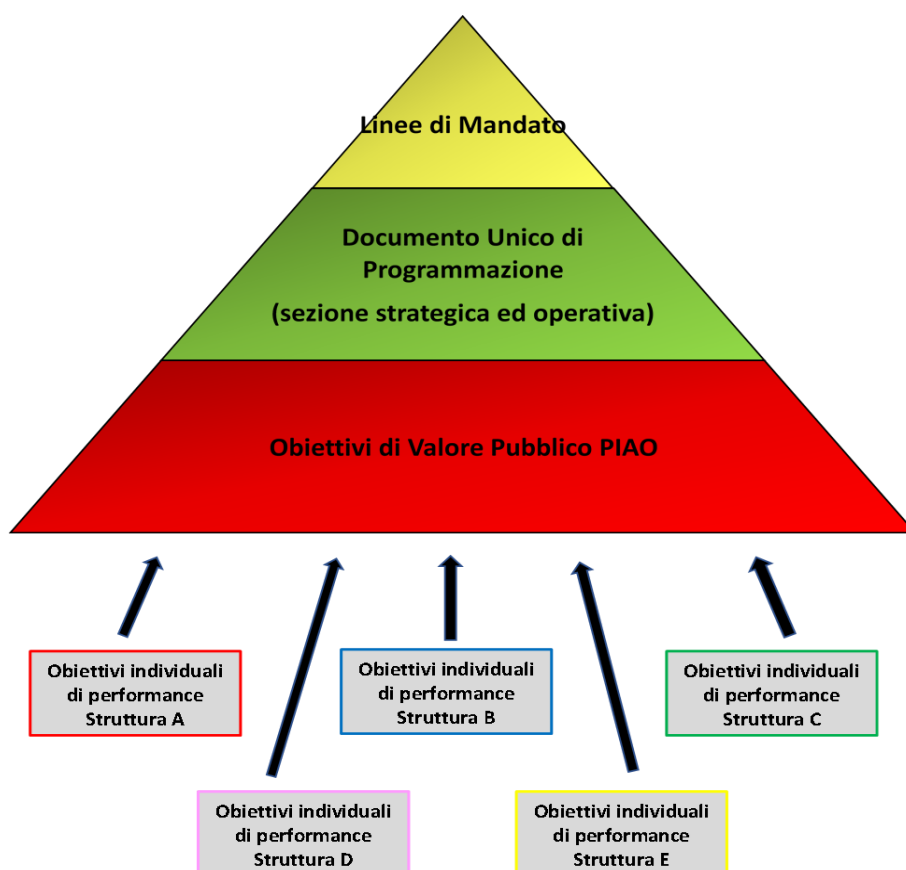 Linee di Mandato
Documento Unico di
Programmazione
(sezione strategica ed operativa)
Obiettivi di Valore Pubblico PIAO
Obiettivi individuali
di performance
Struttura A
Obiettivi individuali
di performance
Struttura B
Obiettivi individuali
di performance
Struttura C
Obiettivi individuali
di performance
Struttura D
Obiettivi individuali
di performance
Struttura E